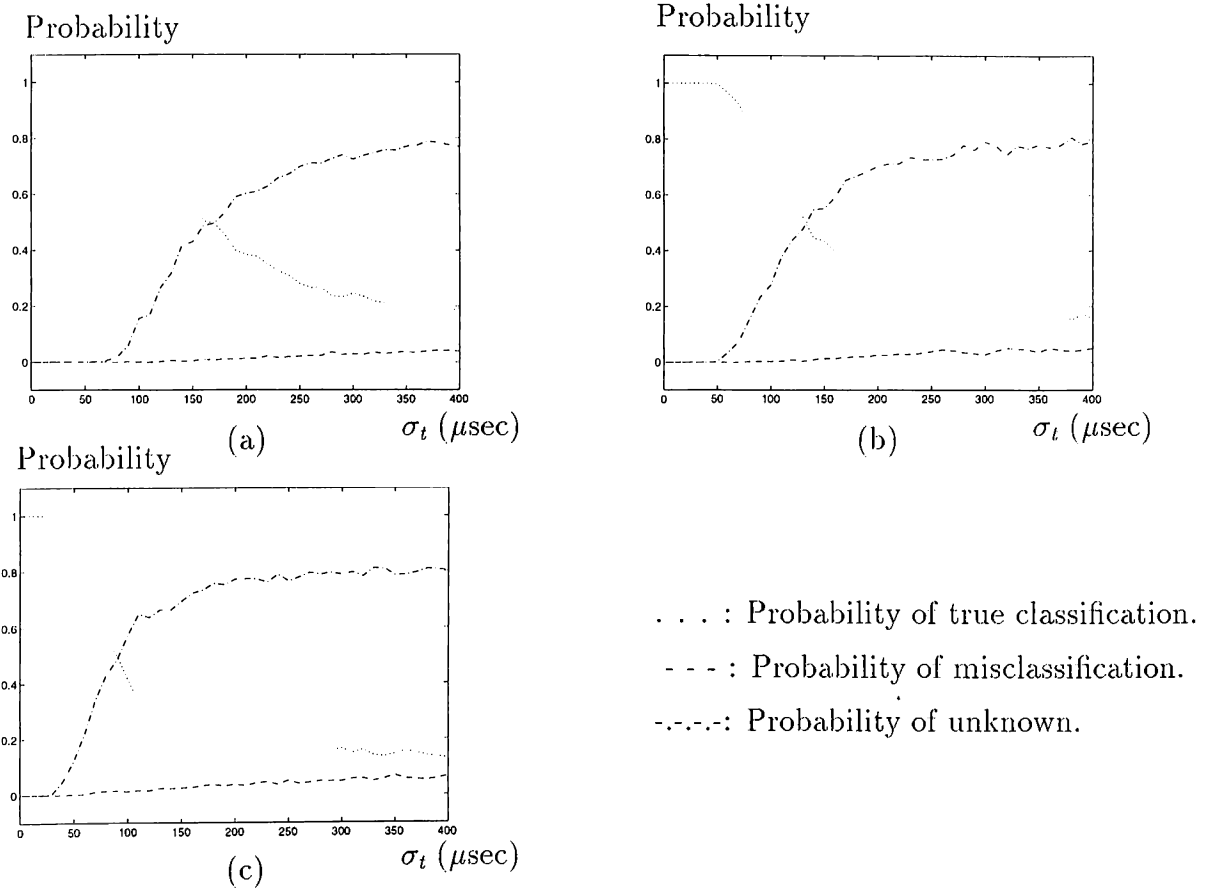 Probability
1
0.8
0.6
0.4
0.2
0
0 50 100 150 200 250 300 350 400
σt (μsec)
(a)
Probability
1
0.8
0.6
0.4
0.2
0
0 50 100 150 200 250 300 350 400
σt (μsec)
(b)
Probability
1
0.8
0.6
0.4
0.2
0
0 50 100 150 200 250 300 350 400
σt (μsec)
(c)
. . . : Probability of true classification.
- - - : Probability of misclassification.
-.-.-.-: Probability of unknown.